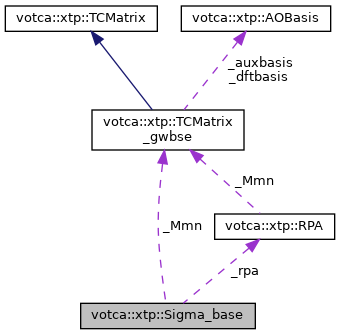 votca::xtp::TCMatrix
votca::xtp::AOBasis
_auxbasis
_dftbasis
votca::xtp::TCMatrix
_gwbse
_Mmn
_Mmn
votca::xtp::RPA
_rpa
votca::xtp::Sigma_base